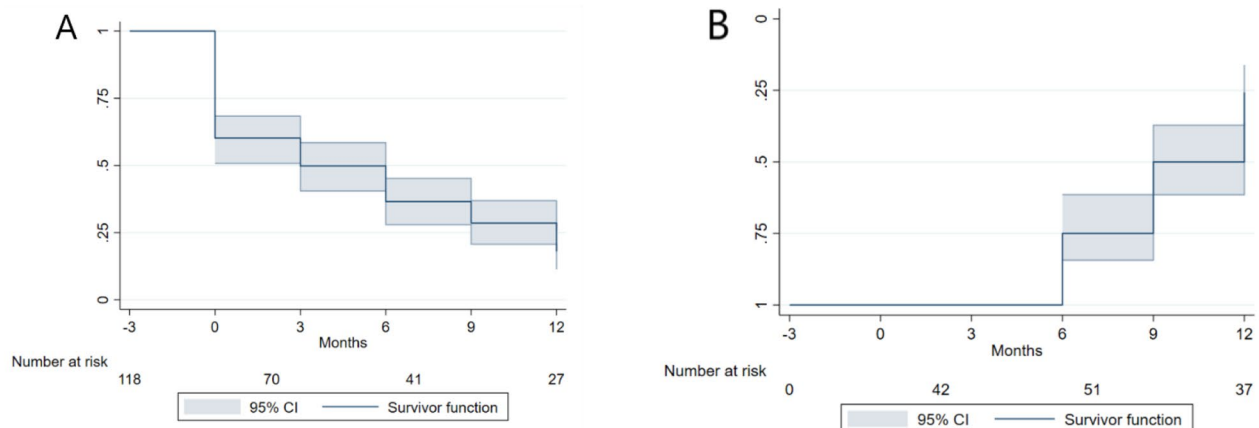 A
1
.75
.5
.25
0
-3 0 3 6 9 12
Months
Number at risk
118 70 41 27
95% CI Survivor function
B
0
.25
.5
.75
1
-3 0 3 6 9 12
Months
Number at risk
0 42 51 37
95% CI Survivor function